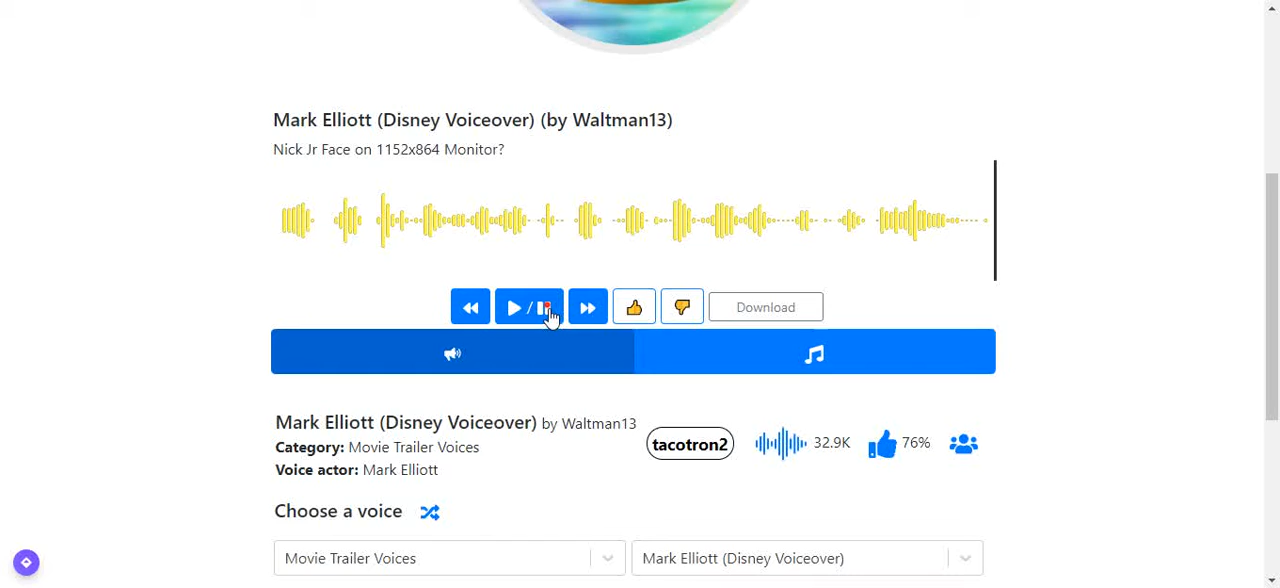 Mark Elliott (Disney Voiceover) (by Waltman13)
Nick Jr Face on 1152x864 Monitor?
/
Download
Mark Elliott (Disney Voiceover) by Waltman13
Category: Movie Trailer Voices
Voice actor: Mark Elliott
tacotron2
32.9K
76%
Choose a voice
Movie Trailer Voices
Mark Elliott (Disney Voiceover)